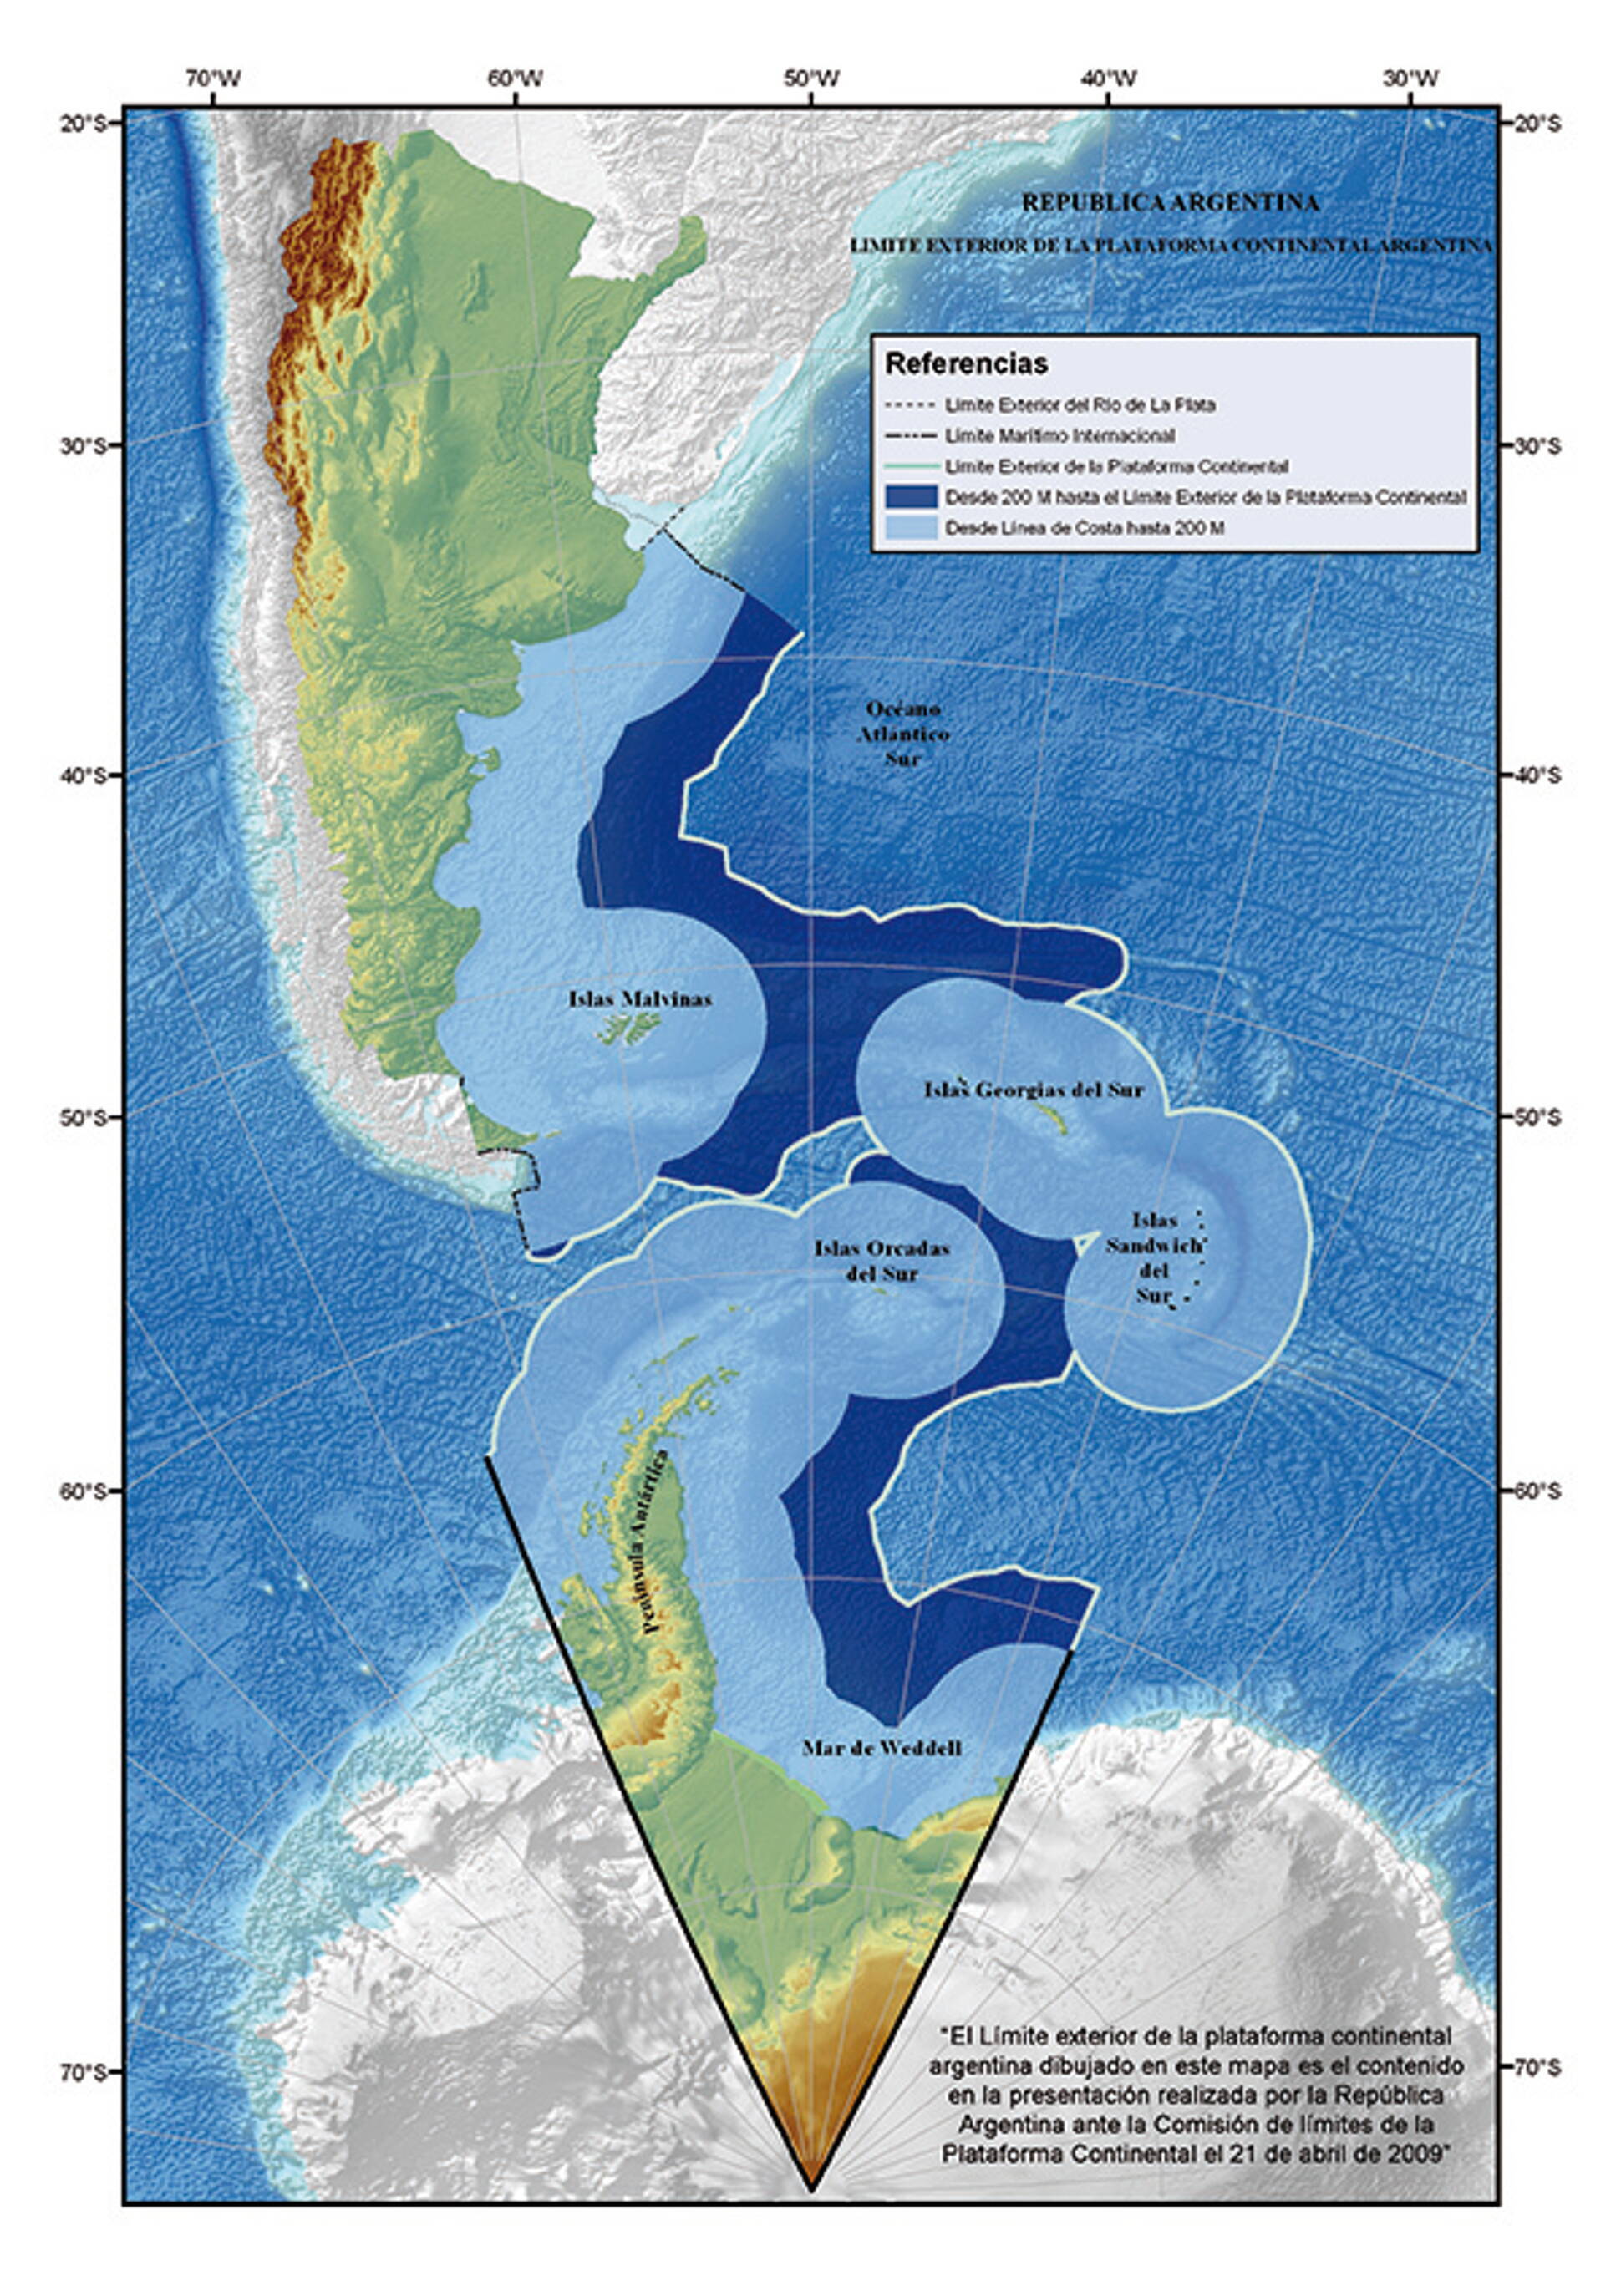 70°W 60°W 50°W 40°W 30°W
20°S 20°S
REPUBLICA ARGENTINA
LIMITE EXTERIOR DE LA PLATAFORMA CONTINENTAL ARGENTINA
Referencias
Límite Exterior del Río de La Plata
Límite Marítimo Internacional
Límite Exterior de la Plataforma Continental
Desde 200 M hasta el Límite Exterior de la Plataforma Continental
Desde Línea de Costa hasta 200 M
30°S 30°S
Océano
Atlántico
Sur
40°S 40°S
Islas Malvinas
Islas Georgias del Sur
50°S 50°S
Islas
Sandwich
del
Sur
Islas Orcadas
del Sur
Península Antártica
60°S 60°S
Mar de Weddell
"El Límite exterior de la plataforma continental
argentina dibujado en este mapa es el contenido
en la presentación realizada por la República
Argentina ante la Comisión de límites de la
Plataforma Continental el 21 de abril de 2009"
70°S 70°S